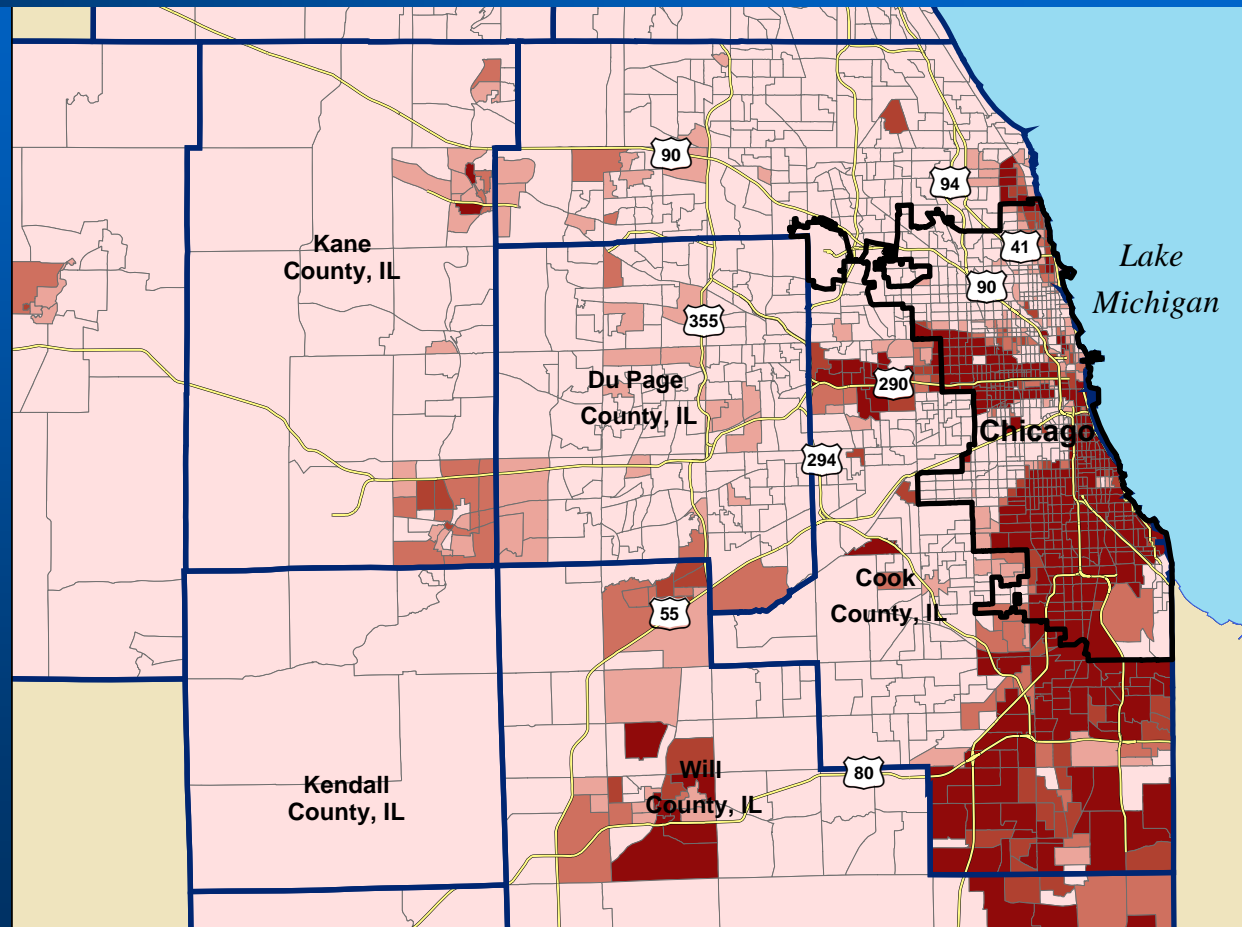 90
94
Kane
County, IL
41
Lake
Michigan
90
355
Du Page
County, IL
290
Chicago
294
Cook
County, IL
55
Will
County, IL
80
Kendall
County, IL